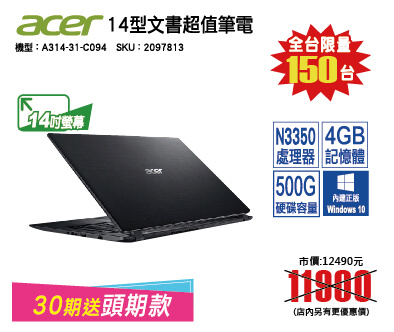 acer 14型文書超值筆電
機型：A314-31-C094 SKU：2097813
全台限量
150台
14吋螢幕
N3350
處理器
4GB
記憶體
500G
硬碟容量
內建正版
Windows 10
acer
市價:12490元
11980
(店內另有更優惠價)
30期送頭期款